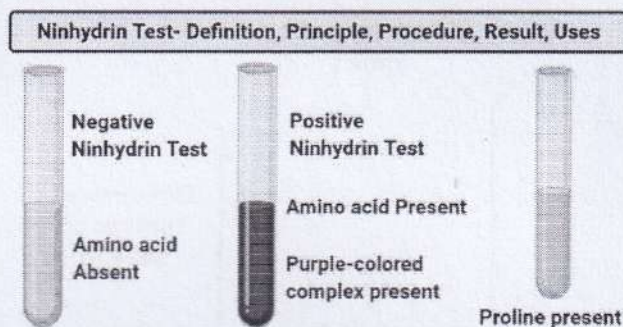 Ninhydrin Test- Definition, Principle, Procedure, Result, Uses
Negative
Ninhydrin Test
Amino acid
Absent
Positive
Ninhydrin Test
Amino acid Present
Purple-colored
complex present
Proline present